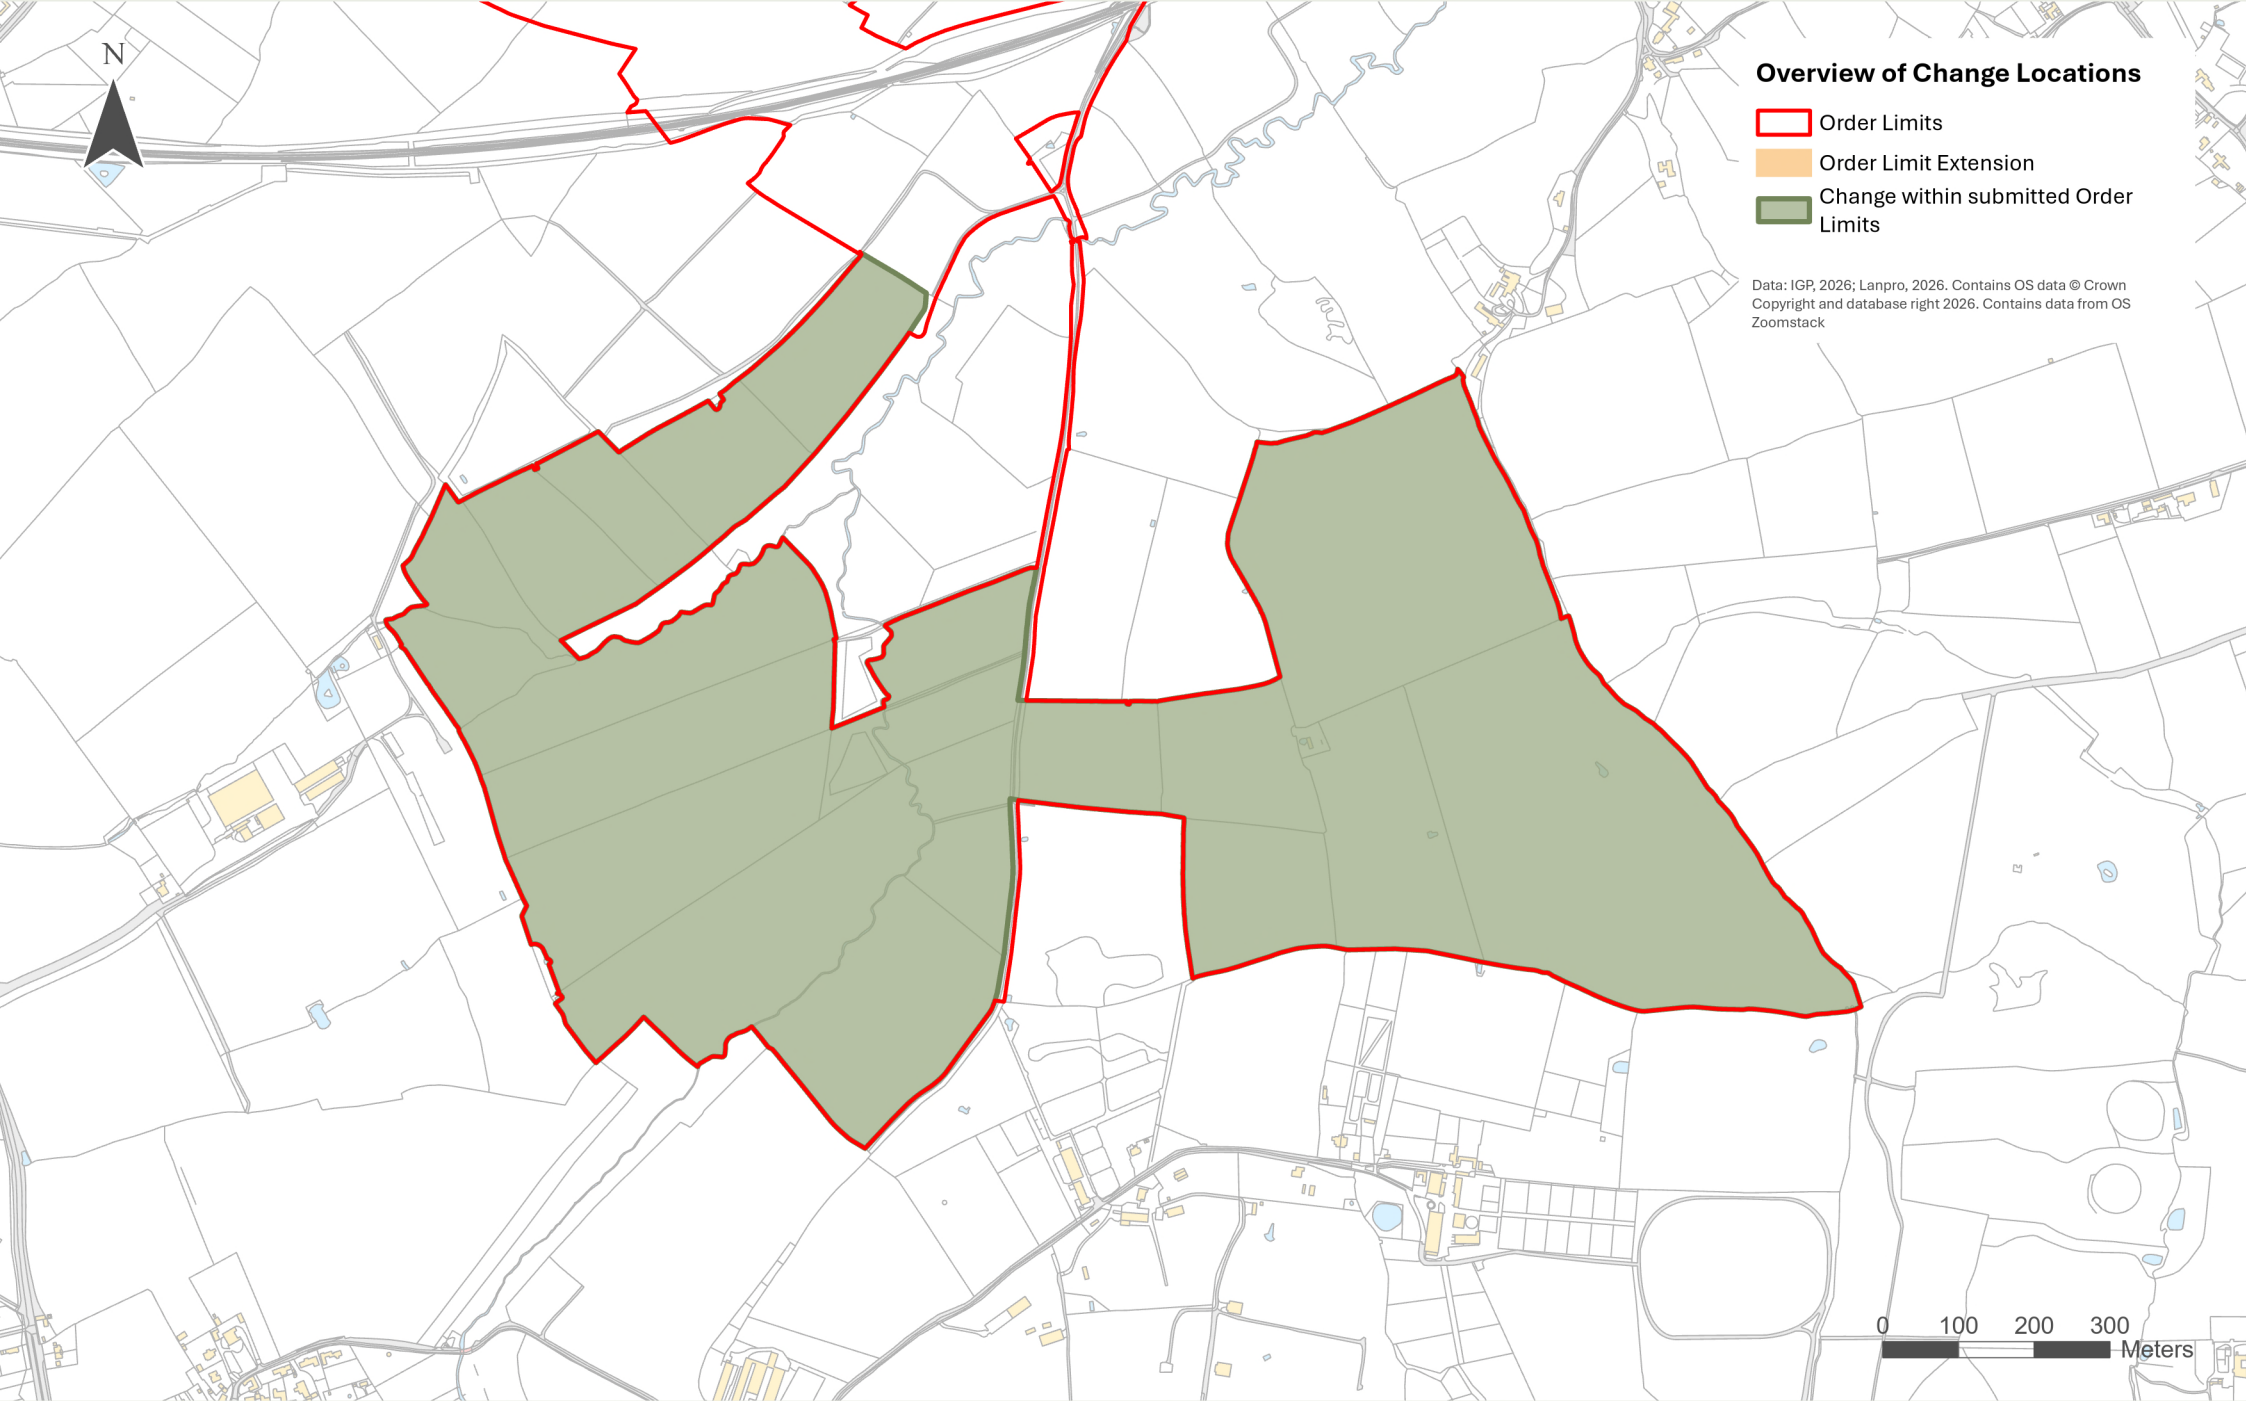 N
Overview of Change Locations
Order Limits
Order Limit Extension
Change within submitted Order
Limits
Data: IGP, 2026; Lanpro, 2026. Contains OS data © Crown
Copyright and database right 2026. Contains data from OS
Zoomstack
0 100 200 300
Meters